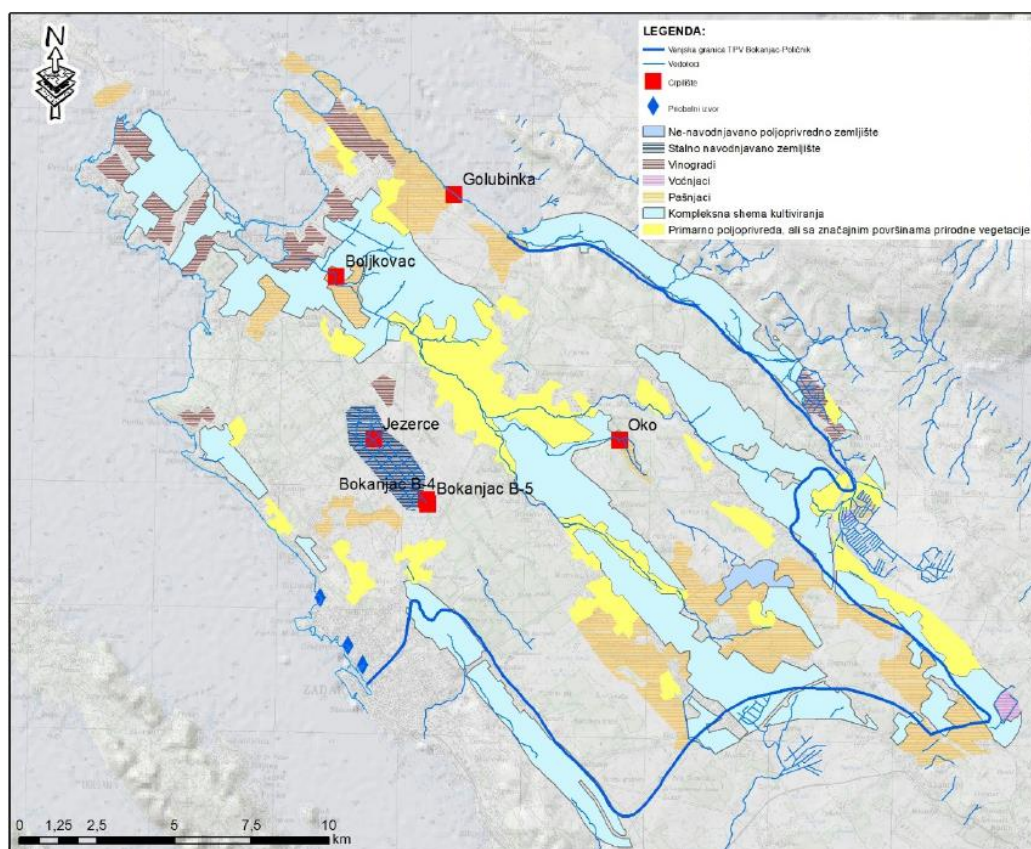 N
LEGENDA:
Vanjska granica TPV Bokanjac-Poličnik
Vodotoci
Crpilište
Priobalni izvor
Ne-navodnjavano poljoprivredno zemljište
Stalno navodnjavano zemljište
Vinogradi
Voćnjaci
Pašnjaci
Kompleksna shema kultiviranja
Primarno poljoprivreda, ali sa značajnim površinama prirodne vegetacije
Golubinka
Boljkovac
Jezerce
Oko
Bokanjac B-4
Bokanjac B-5
ZADAR
0 1,25 2,5 5 7,5 10
km